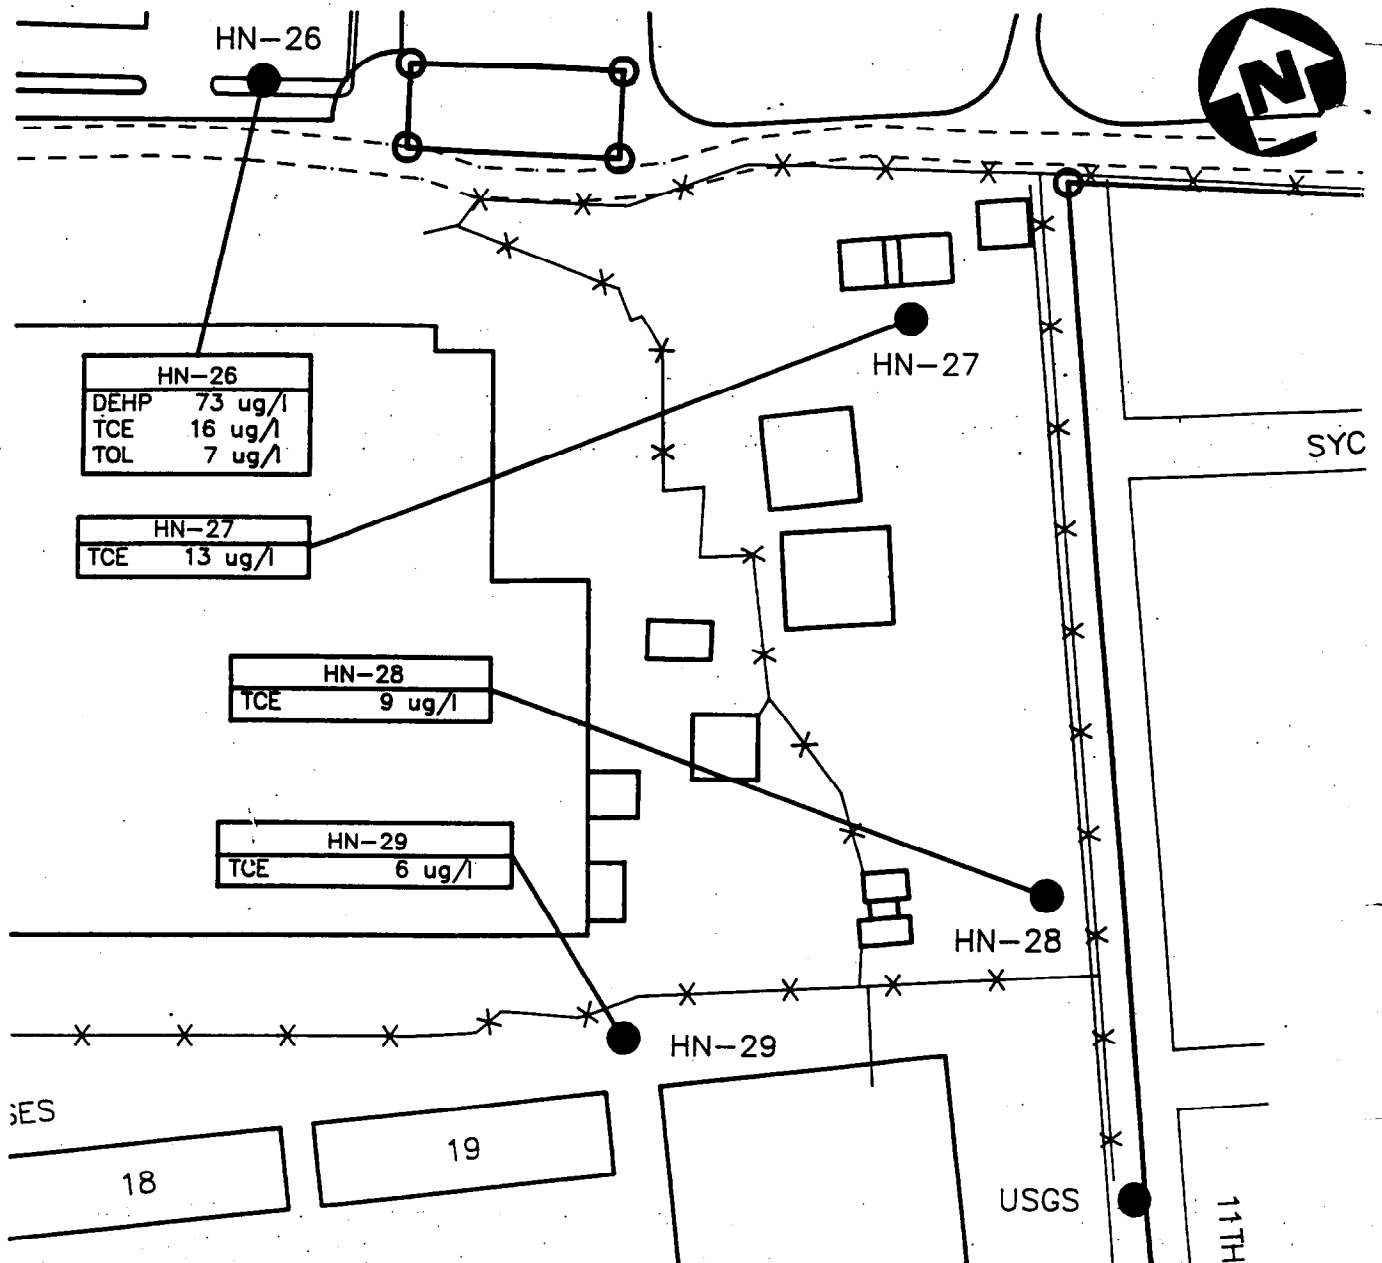 HN-26
N
HN-27
SYC
HN-26
DEHP 73 ug/l
TCE 16 ug/l
TOL 7 ug/l
HN-27
TCE 13 ug/l
HN-28
TCE 9 ug/l
HN-29
TCE 6 ug/l
HN-28
HN-29
SES
18
19
USGS
11TH